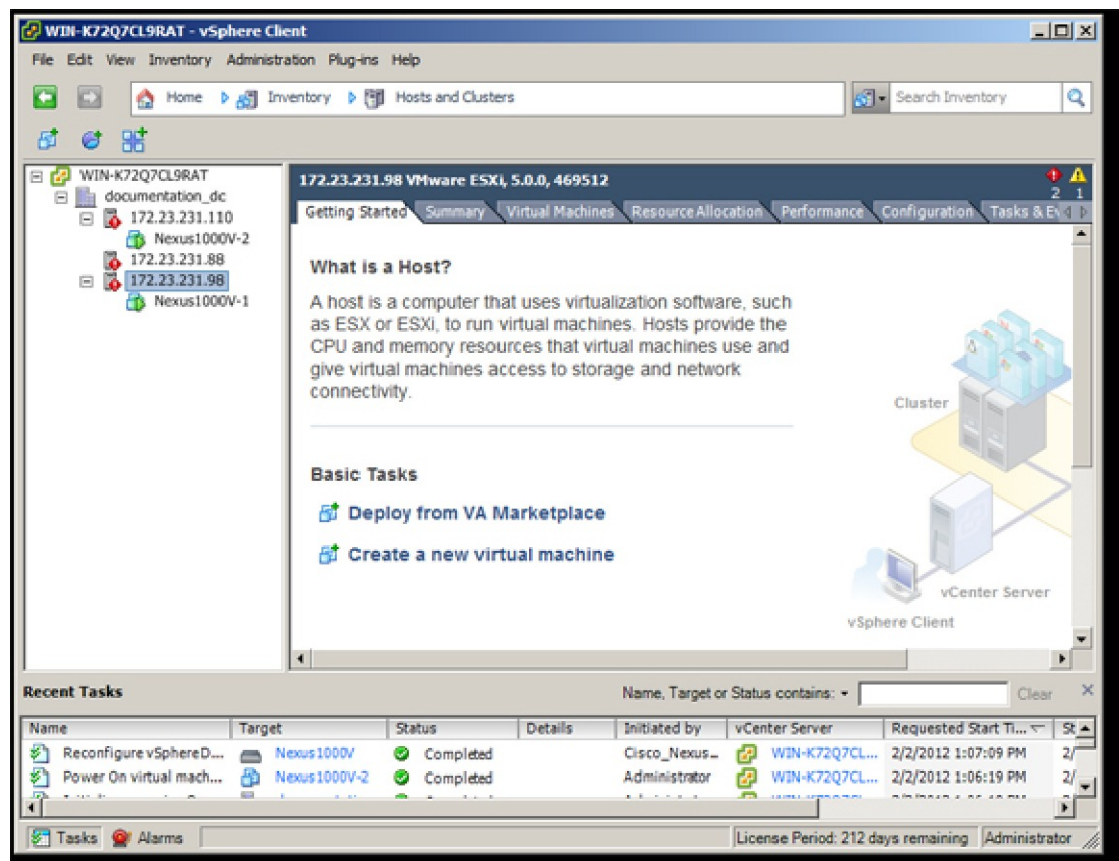 WIN-K72Q7CL9RAT - vSphere Client
File Edit View Inventory Administration Plug-ins Help
Home Inventory Hosts and Clusters Search Inventory
WIN-K72Q7CL9RAT
documentation_dc
172.23.231.110
Nexus1000V-2
172.23.231.88
172.23.231.98
Nexus1000V-1
172.23.231.98 VMware ESXi, 5.0.0, 469512
2 1
Getting Started Summary Virtual Machines Resource Allocation Performance Configuration Tasks & Ev
What is a Host?
A host is a computer that uses virtualization software, such
as ESX or ESXi, to run virtual machines. Hosts provide the
CPU and memory resources that virtual machines use and
give virtual machines access to storage and network
connectivity.
Basic Tasks
Deploy from VA Marketplace
Create a new virtual machine
Cluster
vCenter Server
vSphere Client
Recent Tasks Name, Target or Status contains: Clear
Name Target Status Details Initiated by vCenter Server Requested Start Ti... St
Reconfigure vSphereD... Nexus1000V Completed Cisco_Nexus... WIN-K72Q7CL... 2/2/2012 1:07:09 PM 2/
Power On virtual mach... Nexus1000V-2 Completed Administrator WIN-K72Q7CL... 2/2/2012 1:06:19 PM 2/
Tasks Alarms License Period: 212 days remaining Administrator